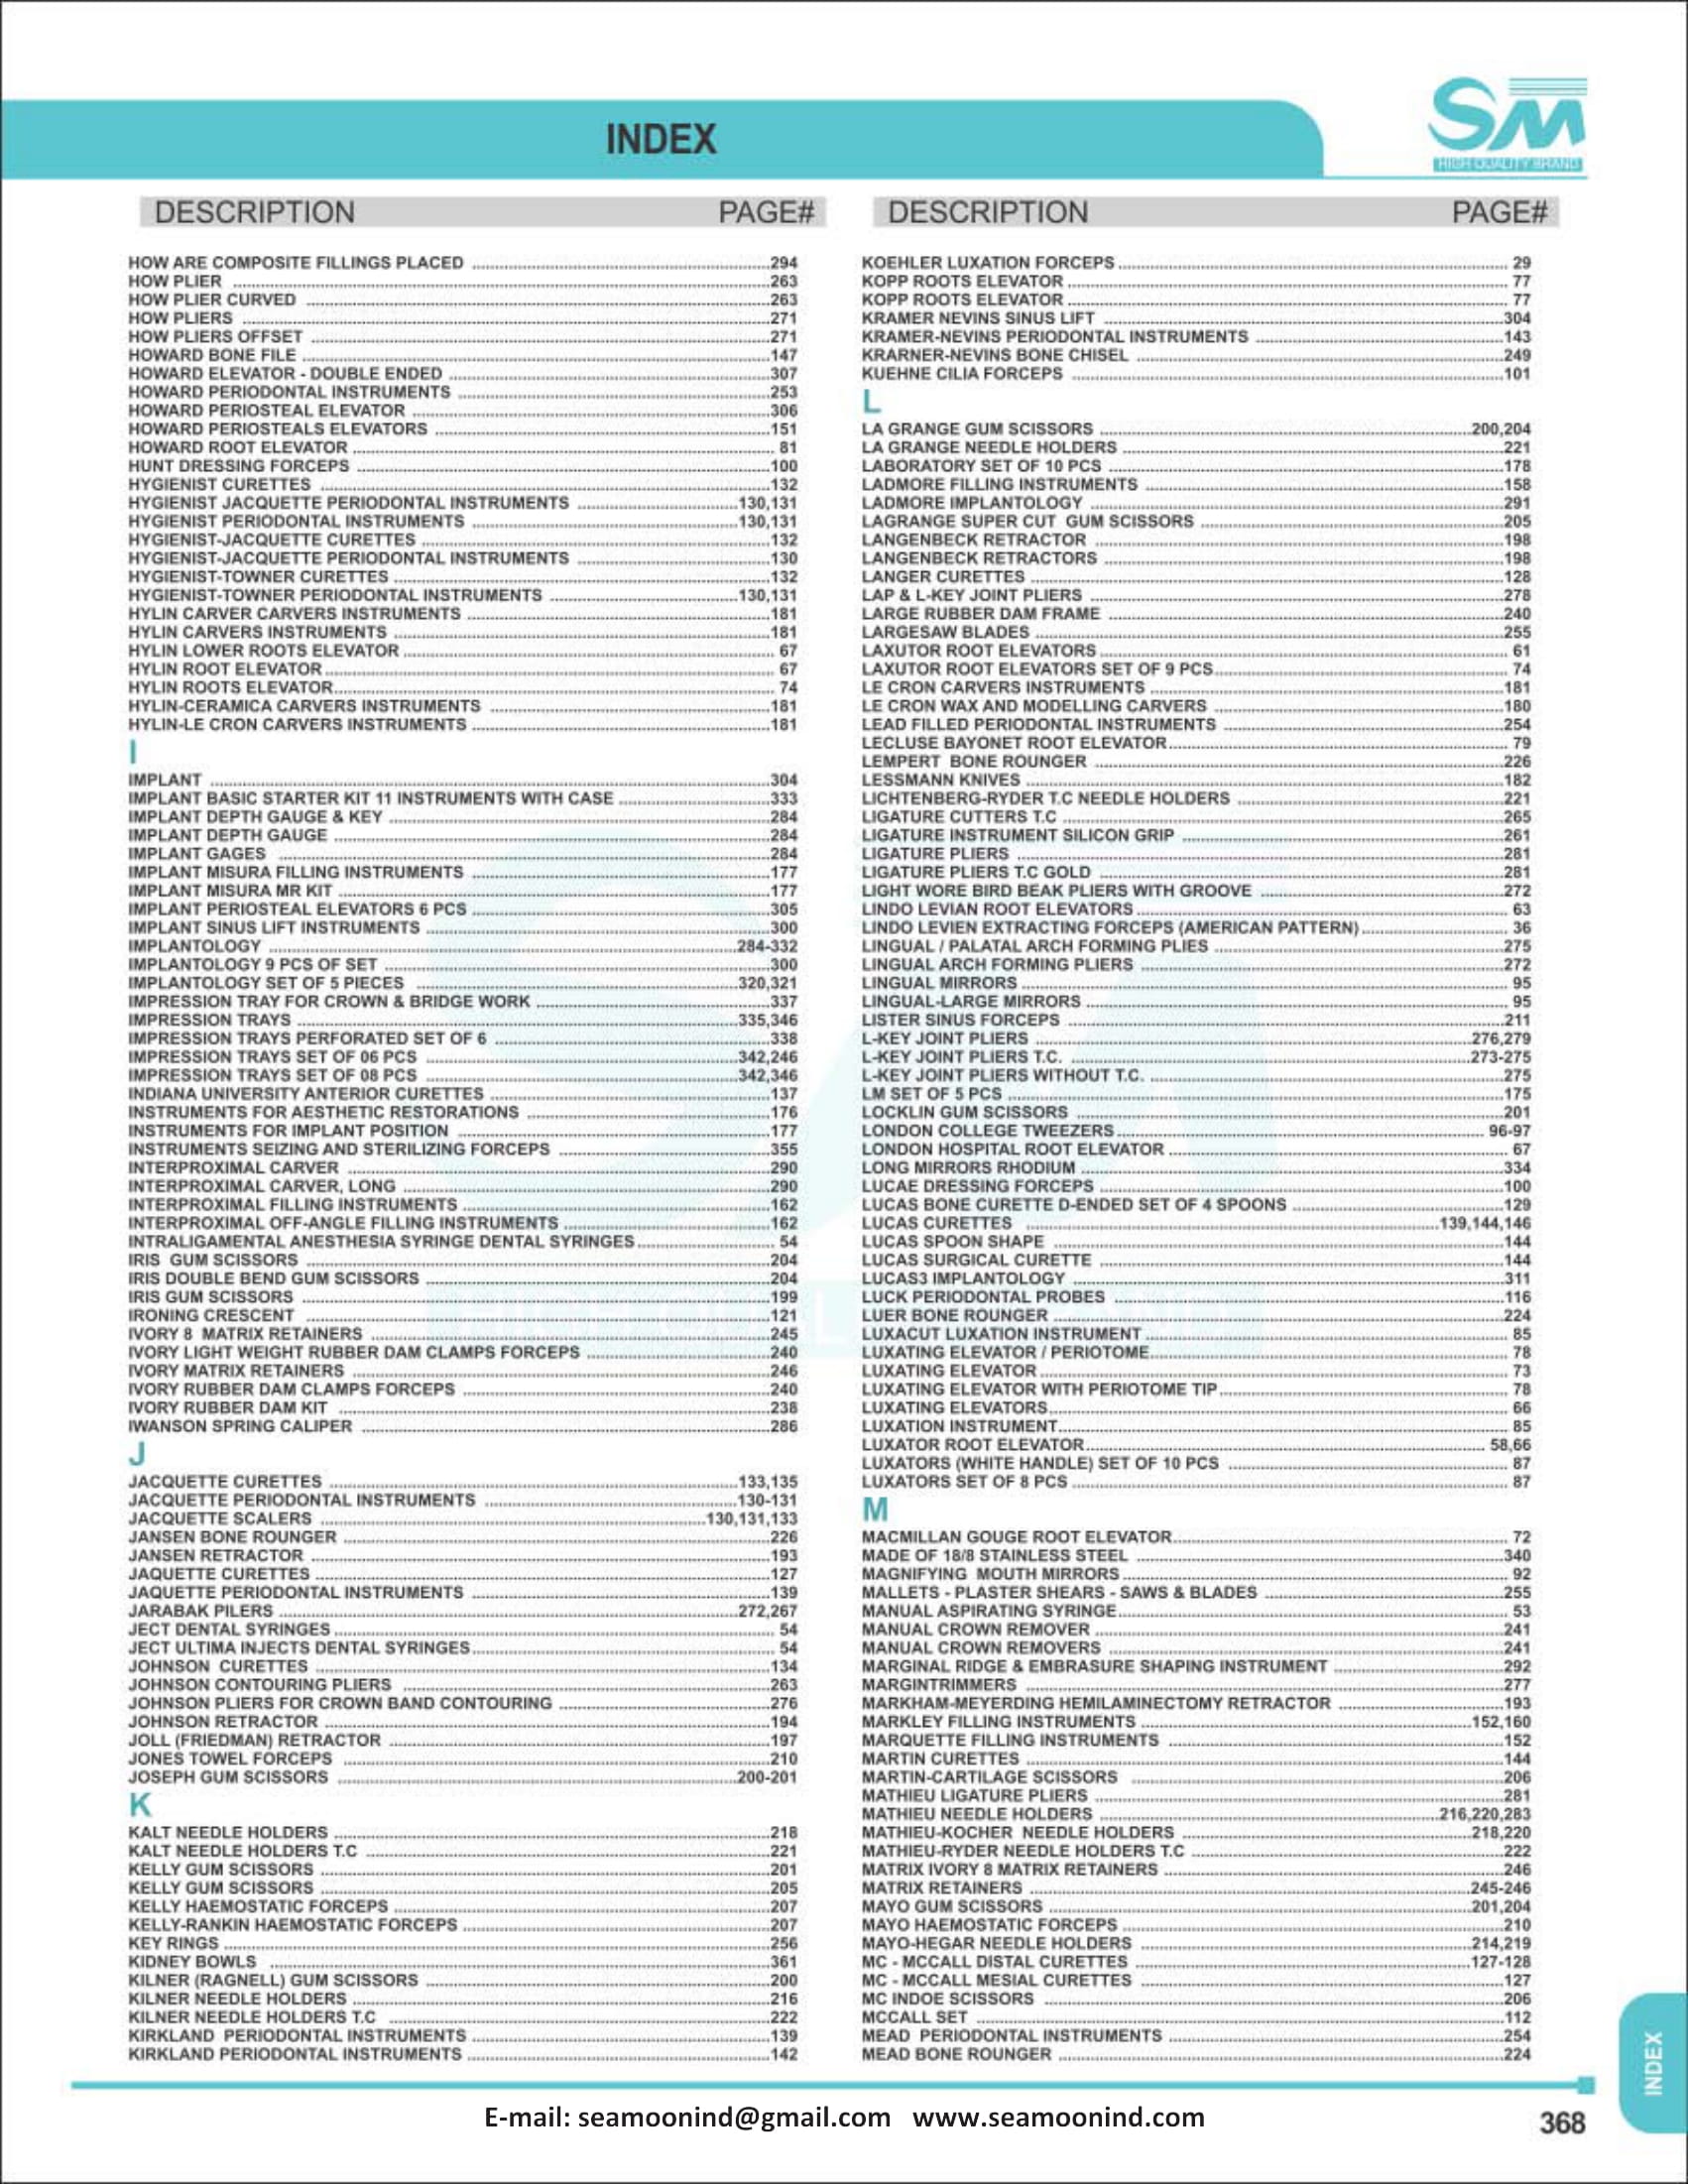 INDEX
SM
HIGH QUALITY BRAND
DESCRIPTION PAGE#
HOW ARE COMPOSITE FILLINGS PLACED 294
HOW PLIER 263
HOW PLIER CURVED 263
HOW PLIERS 271
HOW PLIERS OFFSET 271
HOWARD BONE FILE 147
HOWARD ELEVATOR - DOUBLE ENDED 307
HOWARD PERIODONTAL INSTRUMENTS 253
HOWARD PERIOSTEAL ELEVATOR 306
HOWARD PERIOSTEALS ELEVATORS 151
HOWARD ROOT ELEVATOR 81
HUNT DRESSING FORCEPS 100
HYGIENIST CURETTES 132
HYGIENIST JACQUETTE PERIODONTAL INSTRUMENTS 130,131
HYGIENIST PERIODONTAL INSTRUMENTS 130,131
HYGIENIST-JACQUETTE CURETTES 132
HYGIENIST-JACQUETTE PERIODONTAL INSTRUMENTS 130
HYGIENIST-TOWNER CURETTES 132
HYGIENIST-TOWNER PERIODONTAL INSTRUMENTS 130,131
HYLIN CARVER CARVERS INSTRUMENTS 181
HYLIN CARVERS INSTRUMENTS 181
HYLIN LOWER ROOTS ELEVATOR 67
HYLIN ROOT ELEVATOR 67
HYLIN ROOTS ELEVATOR 74
HYLIN-CERAMICA CARVERS INSTRUMENTS 181
HYLIN-LE CRON CARVERS INSTRUMENTS 181
I
IMPLANT 304
IMPLANT BASIC STARTER KIT 11 INSTRUMENTS WITH CASE 333
IMPLANT DEPTH GAUGE & KEY 284
IMPLANT DEPTH GAUGE 284
IMPLANT GAGES 284
IMPLANT MISURA FILLING INSTRUMENTS 177
IMPLANT MISURA MR KIT 177
IMPLANT PERIOSTEAL ELEVATORS 6 PCS 305
IMPLANT SINUS LIFT INSTRUMENTS 300
IMPLANTOLOGY 284-332
IMPLANTOLOGY 9 PCS OF SET 300
IMPLANTOLOGY SET OF 5 PIECES 320,321
IMPRESSION TRAY FOR CROWN & BRIDGE WORK 337
IMPRESSION TRAYS 335,346
IMPRESSION TRAYS PERFORATED SET OF 6 338
IMPRESSION TRAYS SET OF 06 PCS 342,246
IMPRESSION TRAYS SET OF 08 PCS 342,346
INDIANA UNIVERSITY ANTERIOR CURETTES 137
INSTRUMENTS FOR AESTHETIC RESTORATIONS 176
INSTRUMENTS FOR IMPLANT POSITION 177
INSTRUMENTS SEIZING AND STERILIZING FORCEPS 355
INTERPROXIMAL CARVER 290
INTERPROXIMAL CARVER, LONG 290
INTERPROXIMAL FILLING INSTRUMENTS 162
INTERPROXIMAL OFF-ANGLE FILLING INSTRUMENTS 162
INTRALIGAMENTAL ANESTHESIA SYRINGE DENTAL SYRINGES 54
IRIS GUM SCISSORS 204
IRIS DOUBLE BEND GUM SCISSORS 204
IRIS GUM SCISSORS 199
IRONING CRESCENT 121
IVORY 8 MATRIX RETAINERS 245
IVORY LIGHT WEIGHT RUBBER DAM CLAMPS FORCEPS 240
IVORY MATRIX RETAINERS 246
IVORY RUBBER DAM CLAMPS FORCEPS 240
IVORY RUBBER DAM KIT 238
IWANSON SPRING CALIPER 286
J
JACQUETTE CURETTES 133,135
JACQUETTE PERIODONTAL INSTRUMENTS 130-131
JACQUETTE SCALERS 130,131,133
JANSEN BONE ROUNGER 226
JANSEN RETRACTOR 193
JAQUETTE CURETTES 127
JAQUETTE PERIODONTAL INSTRUMENTS 139
JARABAK PILERS 272,267
JECT DENTAL SYRINGES 54
JECT ULTIMA INJECTS DENTAL SYRINGES 54
JOHNSON CURETTES 134
JOHNSON CONTOURING PLIERS 263
JOHNSON PLIERS FOR CROWN BAND CONTOURING 276
JOHNSON RETRACTOR 194
JOLL (FRIEDMAN) RETRACTOR 197
JONES TOWEL FORCEPS 210
JOSEPH GUM SCISSORS 200-201
K
KALT NEEDLE HOLDERS 218
KALT NEEDLE HOLDERS T.C 221
KELLY GUM SCISSORS 201
KELLY GUM SCISSORS 205
KELLY HAEMOSTATIC FORCEPS 207
KELLY-RANKIN HAEMOSTATIC FORCEPS 207
KEY RINGS 256
KIDNEY BOWLS 361
KILNER (RAGNELL) GUM SCISSORS 200
KILNER NEEDLE HOLDERS 216
KILNER NEEDLE HOLDERS T.C 222
KIRKLAND PERIODONTAL INSTRUMENTS 139
KIRKLAND PERIODONTAL INSTRUMENTS 142
DESCRIPTION PAGE#
KOEHLER LUXATION FORCEPS 29
KOPP ROOTS ELEVATOR 77
KOPP ROOTS ELEVATOR 77
KRAMER NEVINS SINUS LIFT 304
KRAMER-NEVINS PERIODONTAL INSTRUMENTS 143
KRARNER-NEVINS BONE CHISEL 249
KUEHNE CILIA FORCEPS 101
L
LA GRANGE GUM SCISSORS 200,204
LA GRANGE NEEDLE HOLDERS 221
LABORATORY SET OF 10 PCS 178
LADMORE FILLING INSTRUMENTS 158
LADMORE IMPLANTOLOGY 291
LAGRANGE SUPER CUT GUM SCISSORS 205
LANGENBECK RETRACTOR 198
LANGENBECK RETRACTORS 198
LANGER CURETTES 128
LAP & L-KEY JOINT PLIERS 278
LARGE RUBBER DAM FRAME 240
LARGESAW BLADES 255
LAXUTOR ROOT ELEVATORS 61
LAXUTOR ROOT ELEVATORS SET OF 9 PCS 74
LE CRON CARVERS INSTRUMENTS 181
LE CRON WAX AND MODELLING CARVERS 180
LEAD FILLED PERIODONTAL INSTRUMENTS 254
LECLUSE BAYONET ROOT ELEVATOR 79
LEMPERT BONE ROUNGER 226
LESSMANN KNIVES 182
LICHTENBERG-RYDER T.C NEEDLE HOLDERS 221
LIGATURE CUTTERS T.C 265
LIGATURE INSTRUMENT SILICON GRIP 261
LIGATURE PLIERS 281
LIGATURE PLIERS T.C GOLD 281
LIGHT WORE BIRD BEAK PLIERS WITH GROOVE 272
LINDO LEVIAN ROOT ELEVATORS 63
LINDO LEVIEN EXTRACTING FORCEPS (AMERICAN PATTERN) 36
LINGUAL / PALATAL ARCH FORMING PLIES 275
LINGUAL ARCH FORMING PLIERS 272
LINGUAL MIRRORS 95
LINGUAL-LARGE MIRRORS 95
LISTER SINUS FORCEPS 211
L-KEY JOINT PLIERS 276,279
L-KEY JOINT PLIERS T.C. 273-275
L-KEY JOINT PLIERS WITHOUT T.C. 275
LM SET OF 5 PCS 175
LOCKLIN GUM SCISSORS 201
LONDON COLLEGE TWEEZERS 96-97
LONDON HOSPITAL ROOT ELEVATOR 67
LONG MIRRORS RHODIUM 334
LUCAE DRESSING FORCEPS 100
LUCAS BONE CURETTE D-ENDED SET OF 4 SPOONS 129
LUCAS CURETTES 139,144,146
LUCAS SPOON SHAPE 144
LUCAS SURGICAL CURETTE 144
LUCAS3 IMPLANTOLOGY 311
LUCK PERIODONTAL PROBES 116
LUER BONE ROUNGER 224
LUXACUT LUXATION INSTRUMENT 85
LUXATING ELEVATOR / PERIOTOME 78
LUXATING ELEVATOR 73
LUXATING ELEVATOR WITH PERIOTOME TIP 78
LUXATING ELEVATORS 66
LUXATION INSTRUMENT 85
LUXATOR ROOT ELEVATOR 58,66
LUXATORS (WHITE HANDLE) SET OF 10 PCS 87
LUXATORS SET OF 8 PCS 87
M
MACMILLAN GOUGE ROOT ELEVATOR 72
MADE OF 18/8 STAINLESS STEEL 340
MAGNIFYING MOUTH MIRRORS 92
MALLETS - PLASTER SHEARS - SAWS & BLADES 255
MANUAL ASPIRATING SYRINGE 53
MANUAL CROWN REMOVER 241
MANUAL CROWN REMOVERS 241
MARGINAL RIDGE & EMBRASURE SHAPING INSTRUMENT 292
MARGINTRIMMERS 277
MARKHAM-MEYERDING HEMILAMINECTOMY RETRACTOR 193
MARKLEY FILLING INSTRUMENTS 152,160
MARQUETTE FILLING INSTRUMENTS 152
MARTIN CURETTES 144
MARTIN-CARTILAGE SCISSORS 206
MATHIEU LIGATURE PLIERS 281
MATHIEU NEEDLE HOLDERS 216,220,283
MATHIEU-KOCHER NEEDLE HOLDERS 218,220
MATHIEU-RYDER NEEDLE HOLDERS T.C 222
MATRIX IVORY 8 MATRIX RETAINERS 246
MATRIX RETAINERS 245-246
MAYO GUM SCISSORS 201,204
MAYO HAEMOSTATIC FORCEPS 210
MAYO-HEGAR NEEDLE HOLDERS 214,219
MC - MCCALL DISTAL CURETTES 127-128
MC - MCCALL MESIAL CURETTES 127
MC INDOE SCISSORS 206
MCCALL SET 112
MEAD PERIODONTAL INSTRUMENTS 254
MEAD BONE ROUNGER 224
INDEX
E-mail: seamoonind@gmail.com www.seamoonind.com
368